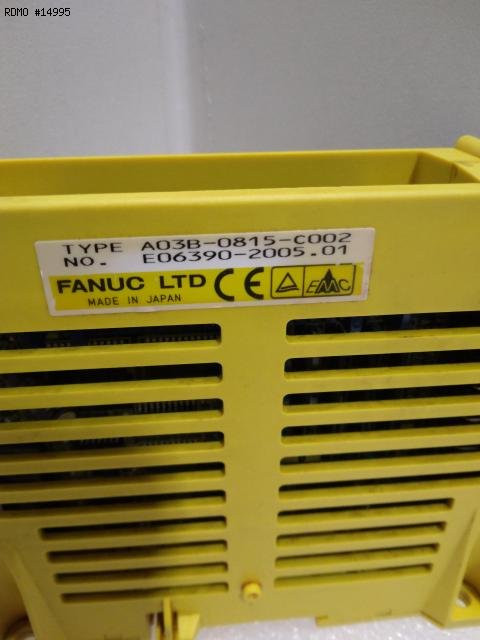 RDMO #14995
TYPE A03B-0815-C002
NO. E06390-2005.01
FANUC LTD CE EMC
MADE IN JAPAN